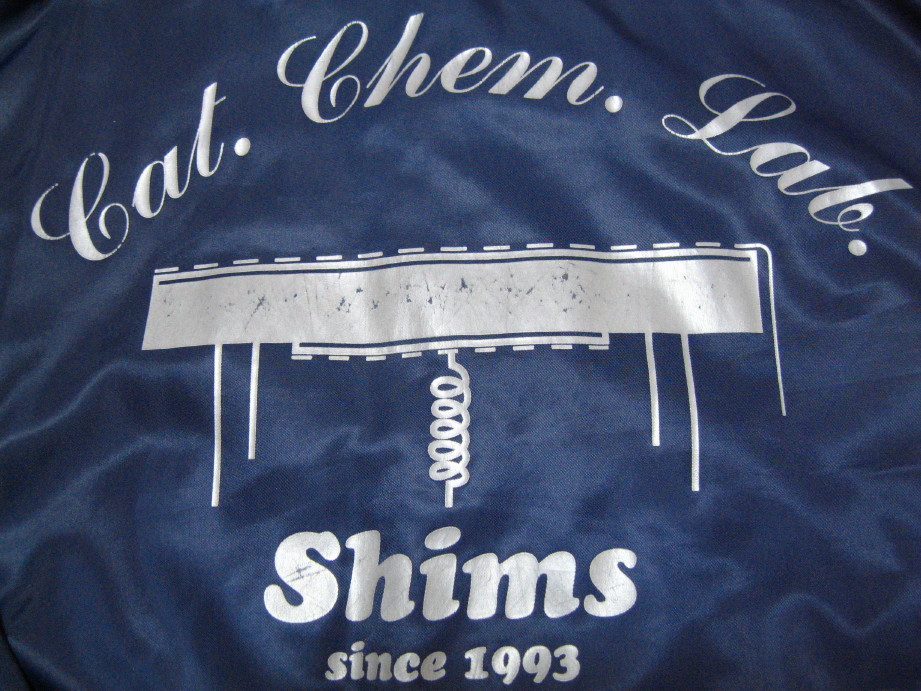 Cat. Chem. Lab.
Shims
since 1993